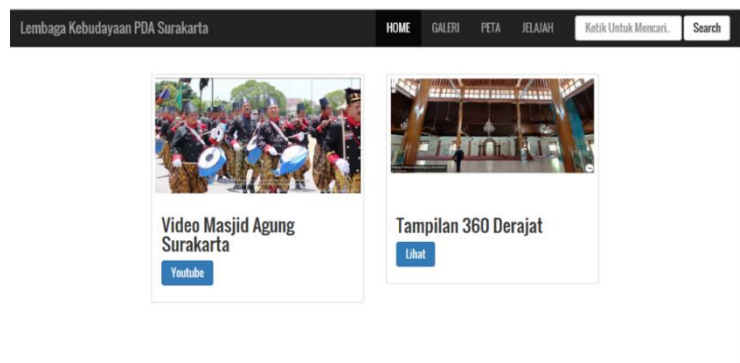 Lembaga Kebudayaan PDA Surakarta
HOME GALERI PETA JELAJAH Ketik Untuk Mencari.. Search
Video Masjid Agung
Surakarta
Youtube
Tampilan 360 Derajat
Lihat